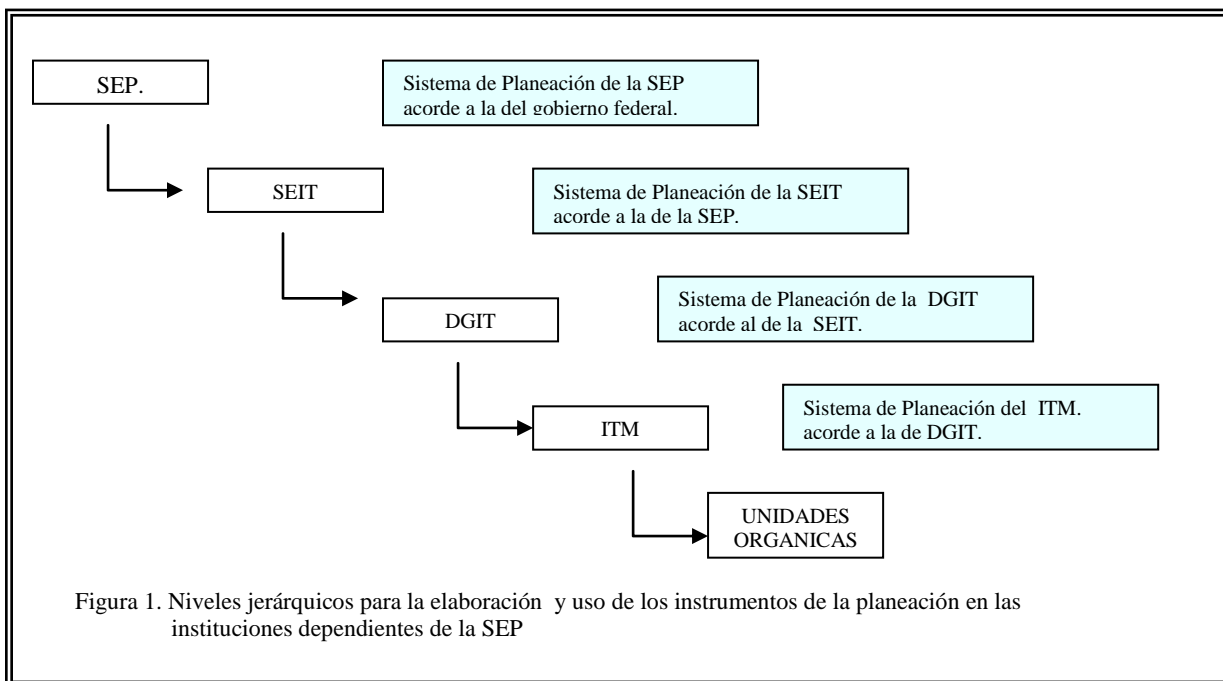 SEP.
Sistema de Planeación de la SEP
acorde a la del gobierno federal.
SEIT
Sistema de Planeación de la SEIT
acorde a la de la SEP.
DGIT
Sistema de Planeación de la DGIT
acorde al de la SEIT.
ITM
Sistema de Planeación del ITM.
acorde a la de DGIT.
UNIDADES
ORGANICAS
Figura 1. Niveles jerárquicos para la elaboración y uso de los instrumentos de la planeación en las
instituciones dependientes de la SEP